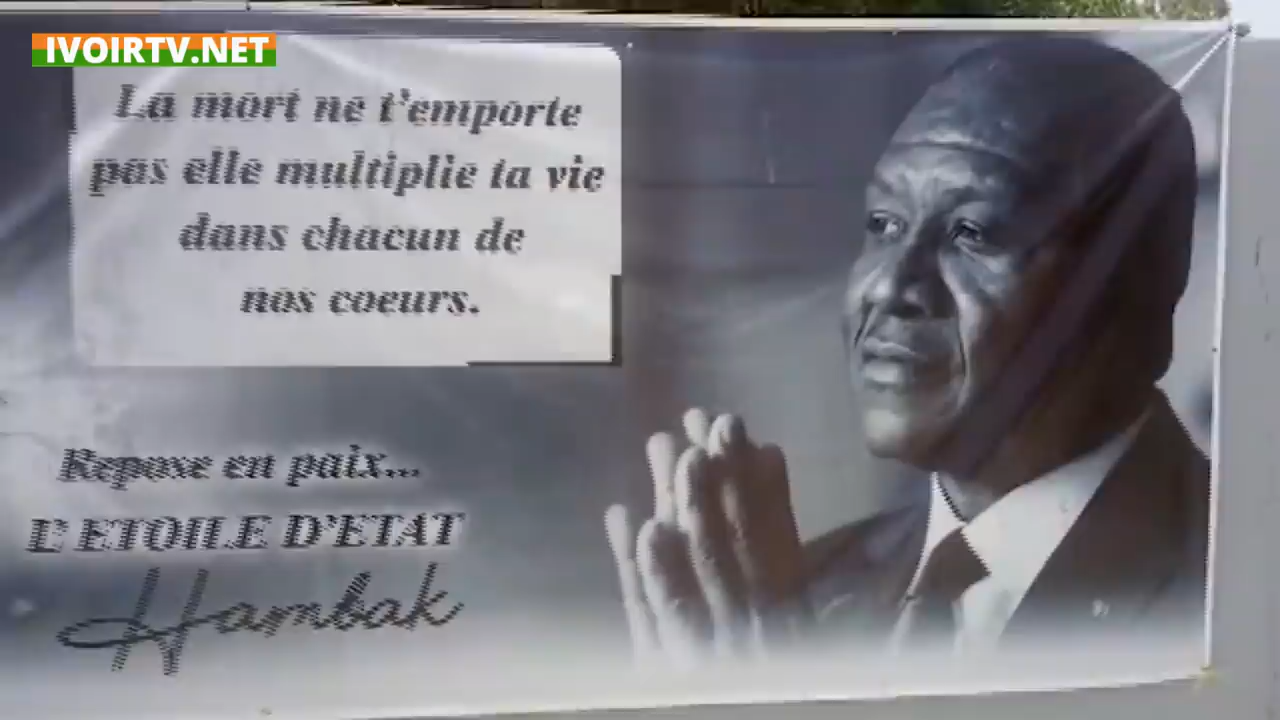 IVOIRTV.NET
La mort ne t'emporte
pas elle multiplie ta vie
dans chacun de
nos coeurs.
Repose en paix...
L'ETOILE D'ETAT
Hambak